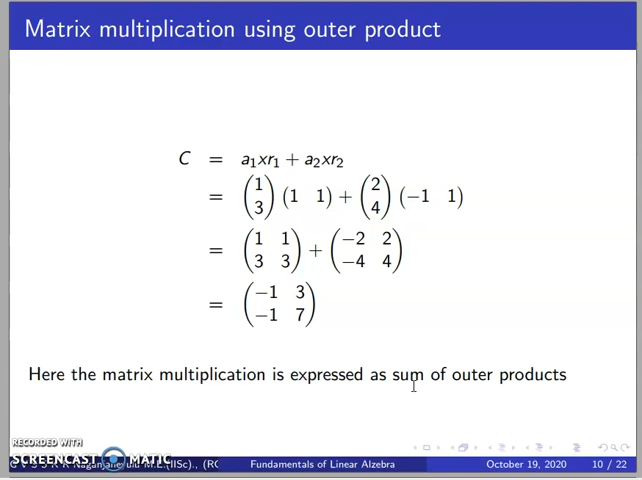 Matrix multiplication using outer product
C = a₁xr₁ + a₂xr₂
= (1 3) (1 1) + (2 4) (−1 1)
= (1 1 3 3) + (−2 2 −4 4)
= (−1 3 −1 7)
Here the matrix multiplication is expressed as sum of outer products
RECORDED WITH
SCREENCAST MATIC
Fundamentals of Linear Alzebra October 19, 2020 10 / 22